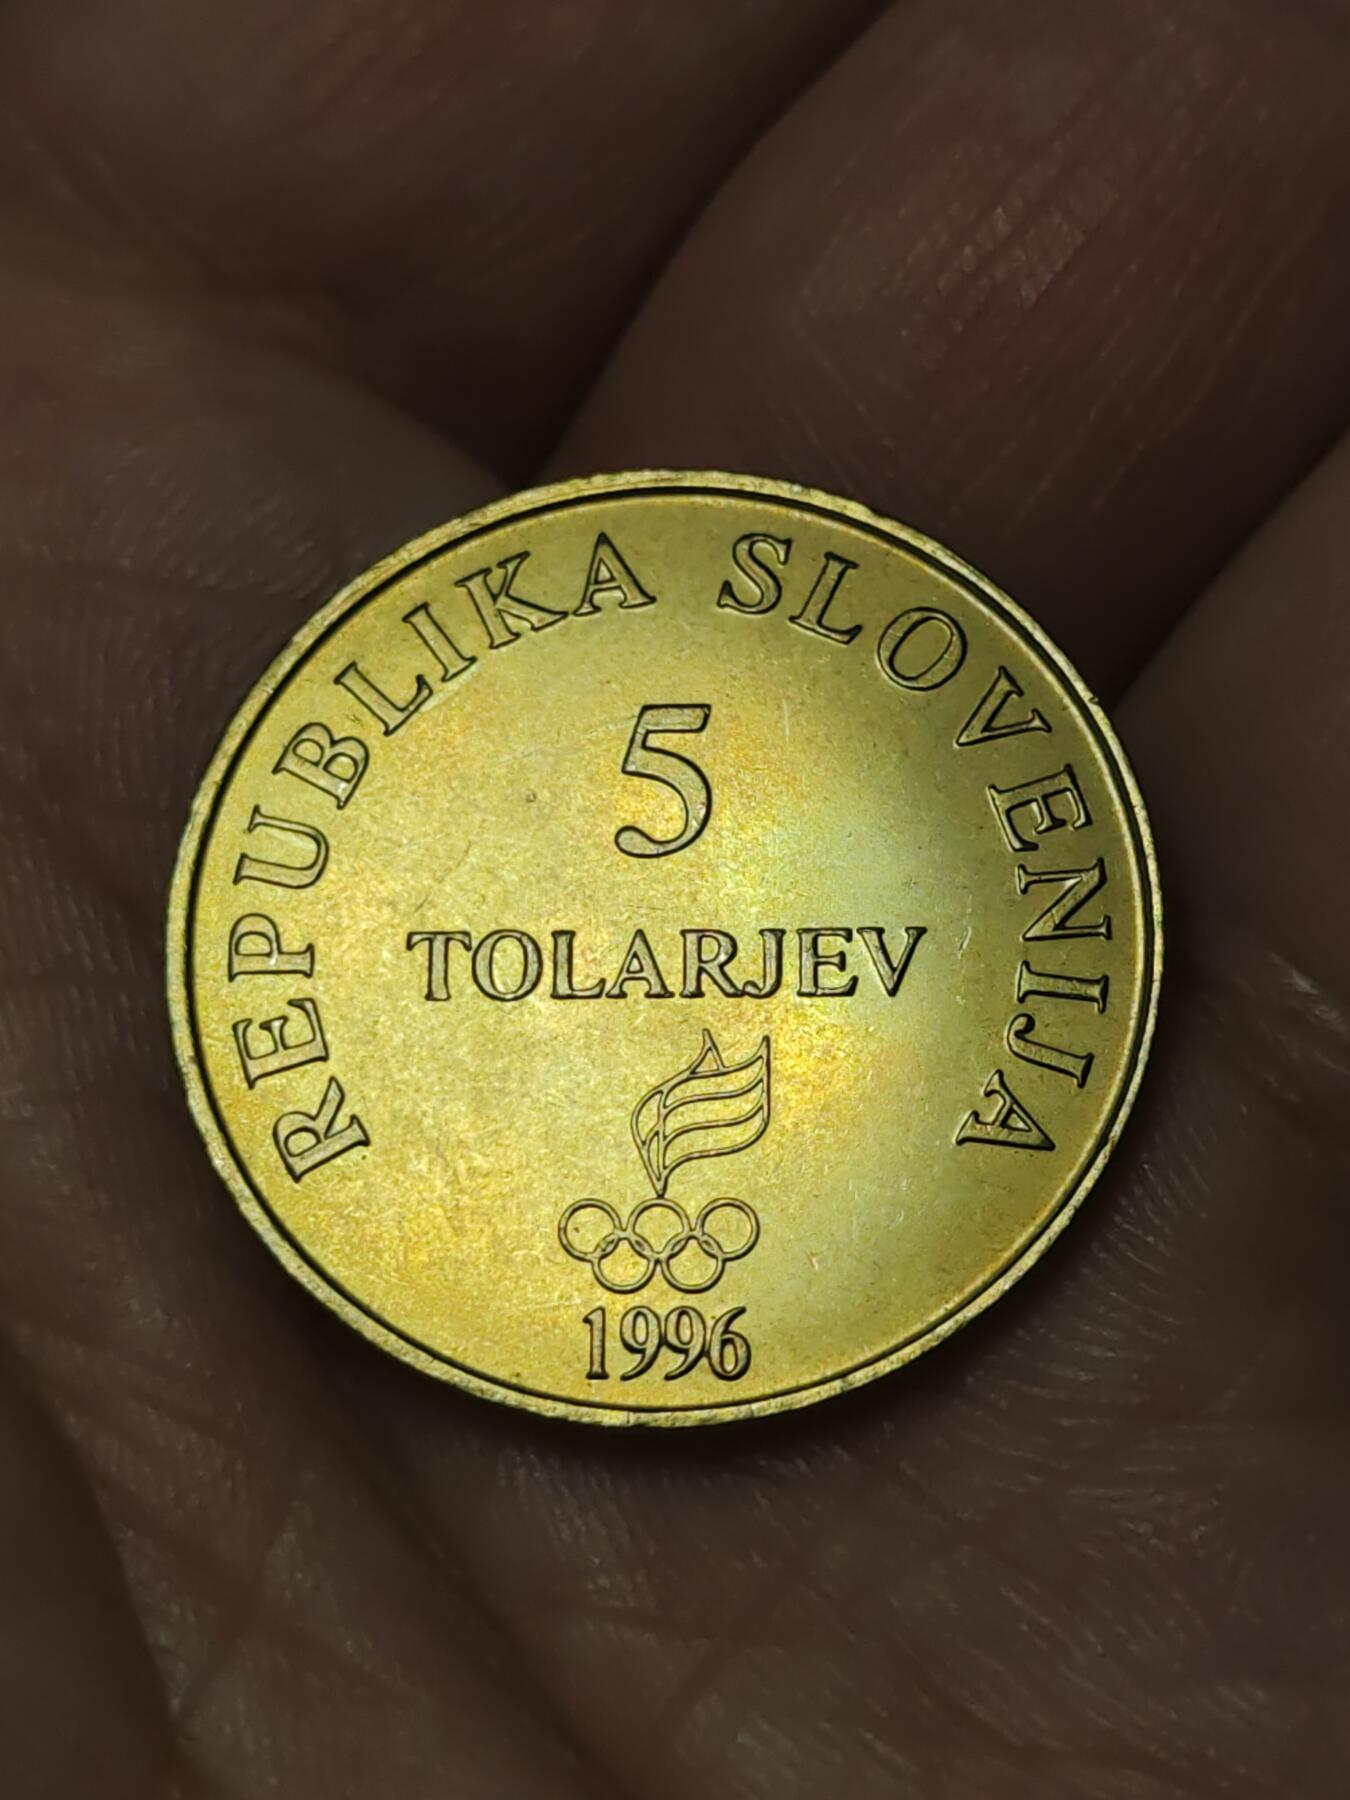 REPUBLIKA SLOVENIJA
5
TOLARJEV
1996